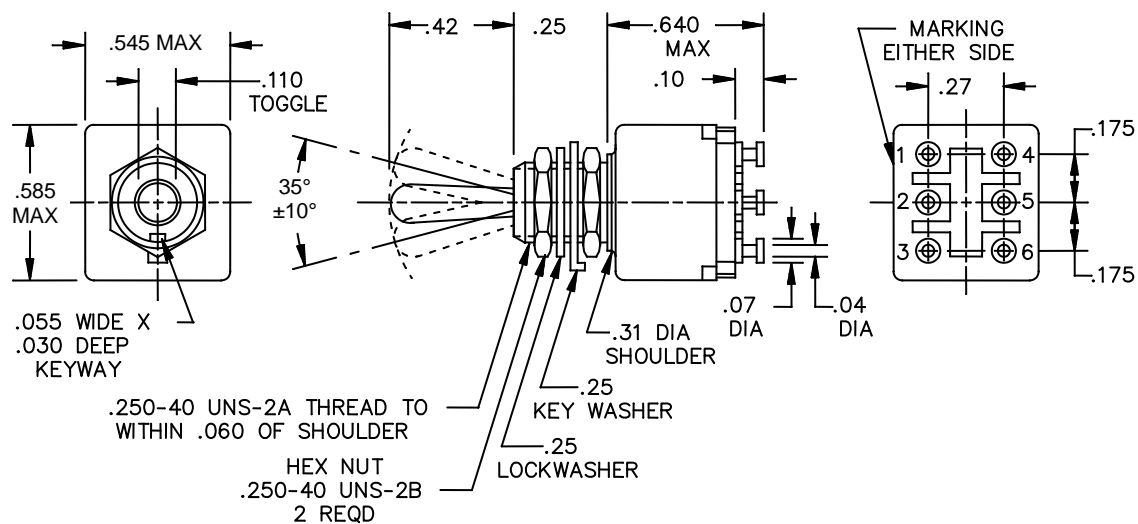 .545 MAX
.110
TOGGLE
.585
MAX
.055 WIDE X
.030 DEEP
KEYWAY
.42
.25
.640
MAX
.10
35°
±10°
.07
DIA
.04
DIA
.31 DIA
SHOULDER
.25
KEY WASHER
.25
LOCKWASHER
.250-40 UNS-2A THREAD TO
WITHIN .060 OF SHOULDER
HEX NUT
.250-40 UNS-2B
2 REQD
MARKING
EITHER SIDE
.27
.175
1 4
2 5
3 6
.175